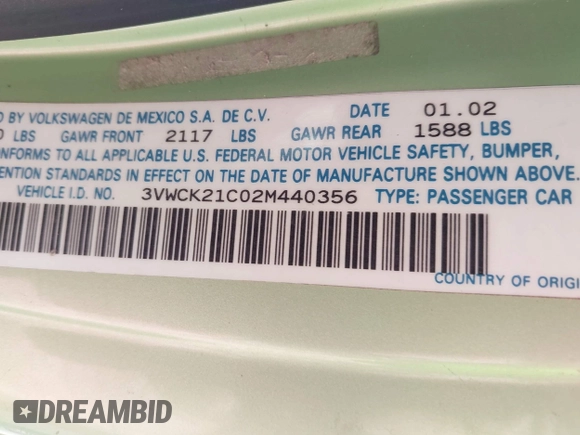 D BY VOLKSWAGEN DE MEXICO S.A. DE C.V. DATE 01.02
LBS GAWR FRONT 2117 LBS GAWR REAR 1588 LBS
ONFORMS TO ALL APPLICABLE U.S. FEDERAL MOTOR VEHICLE SAFETY, BUMPER,
ENTION STANDARDS IN EFFECT ON THE DATE OF MANUFACTURE SHOWN ABOVE.
VEHICLE I.D. NO. 3VWCK21C02M440356 TYPE: PASSENGER CAR
COUNTRY OF ORIGI
DREAMBID